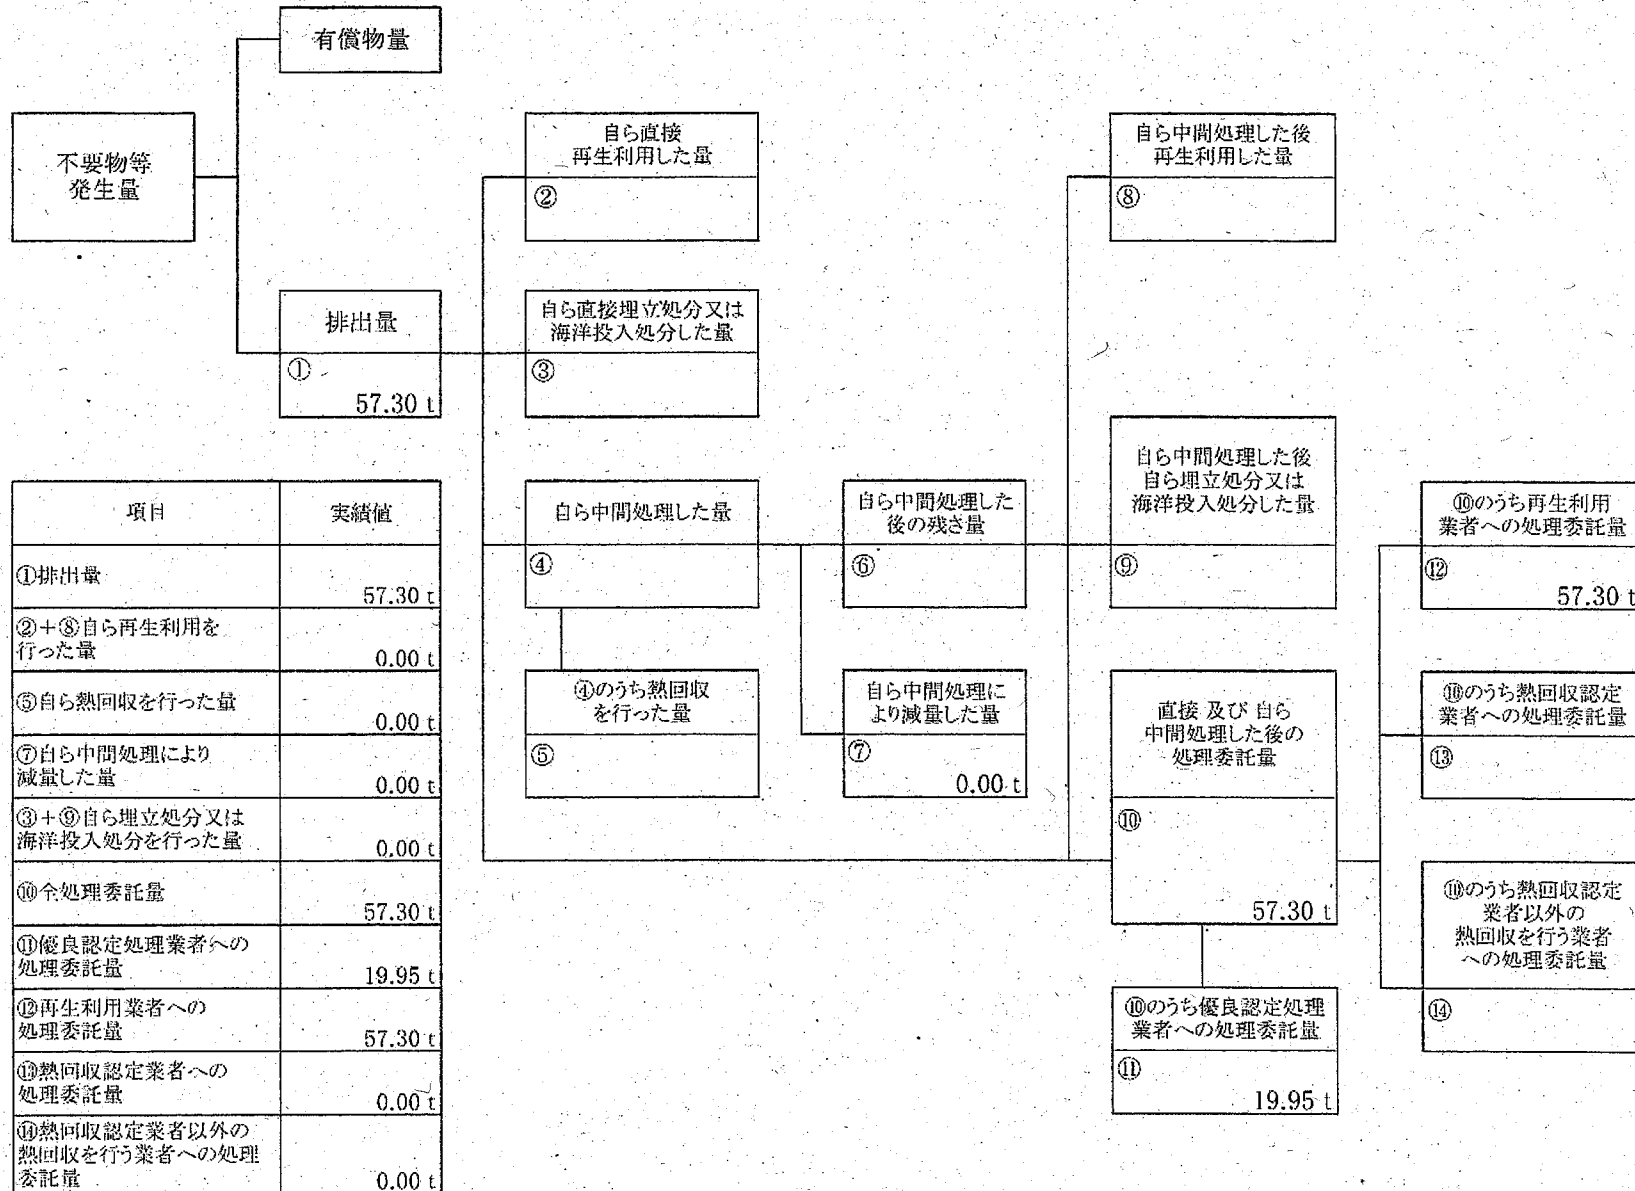 有償物量
不要物等
発生量
排出量
①
57.30 t
自ら直接
再生利用した量
②
自ら直接埋立処分又は
海洋投入処分した量
③
自ら中間処理した量
④
④のうち熱回収
を行った量
⑤
自ら中間処理した
後の残さ量
⑥
自ら中間処理に
より減量した量
⑦
0.00 t
自ら中間処理した後
再生利用した量
⑧
自ら中間処理した後
自ら埋立処分又は
海洋投入処分した量
⑨
直接 及び 自ら
中間処理した後の
処理委託量
⑩
57.30 t
⑩のうち優良認定処理
業者への処理委託量
⑪
19.95 t
⑩のうち再生利用
業者への処理委託量
⑫
57.30 t
⑩のうち熱回収認定
業者への処理委託量
⑬
⑩のうち熱回収認定
業者以外の
熱回収を行う業者
への処理委託量
⑭
項目 実績値
①排出量
57.30 t
②+⑧自ら再生利用を
行った量
0.00 t
⑤自ら熱回収を行った量
0.00 t
⑦自ら中間処理により
減量した量
0.00 t
③+⑨自ら埋立処分又は
海洋投入処分を行った量
0.00 t
⑩全処理委託量
57.30 t
⑪優良認定処理業者への
処理委託量
19.95 t
⑫再生利用業者への
処理委託量
57.30 t
⑬熱回収認定業者への
処理委託量
0.00 t
⑭熱回収認定業者以外の
熱回収を行う業者への処理
委託量
0.00 t